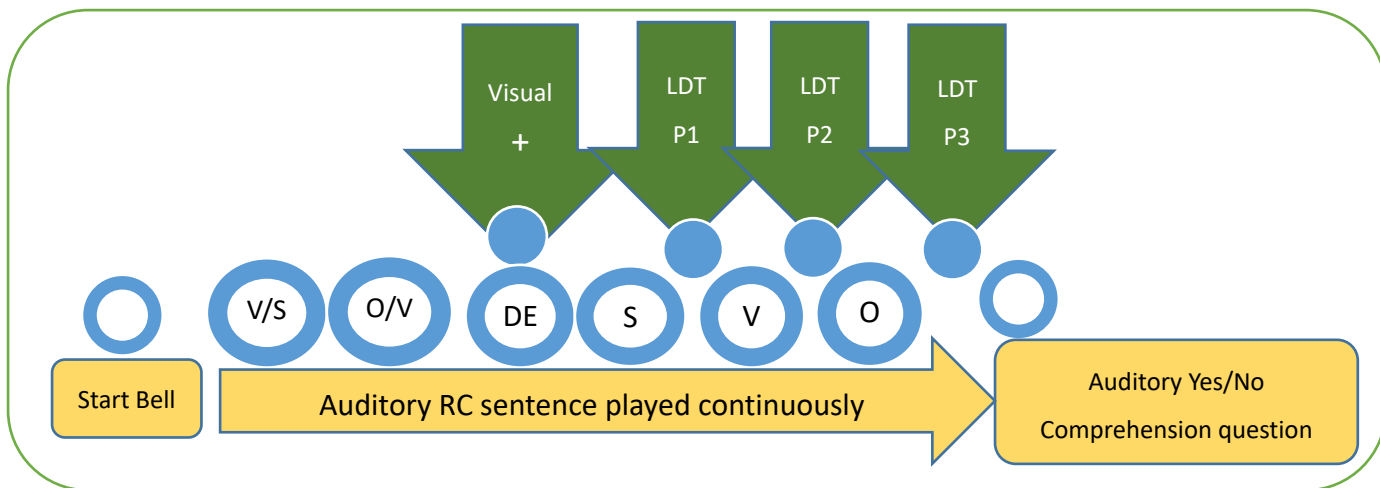 Visual
+
LDT
P1
LDT
P2
LDT
P3
V/S
O/V
DE
S
V
O
Start Bell
Auditory RC sentence played continuously
Auditory Yes/No
Comprehension question